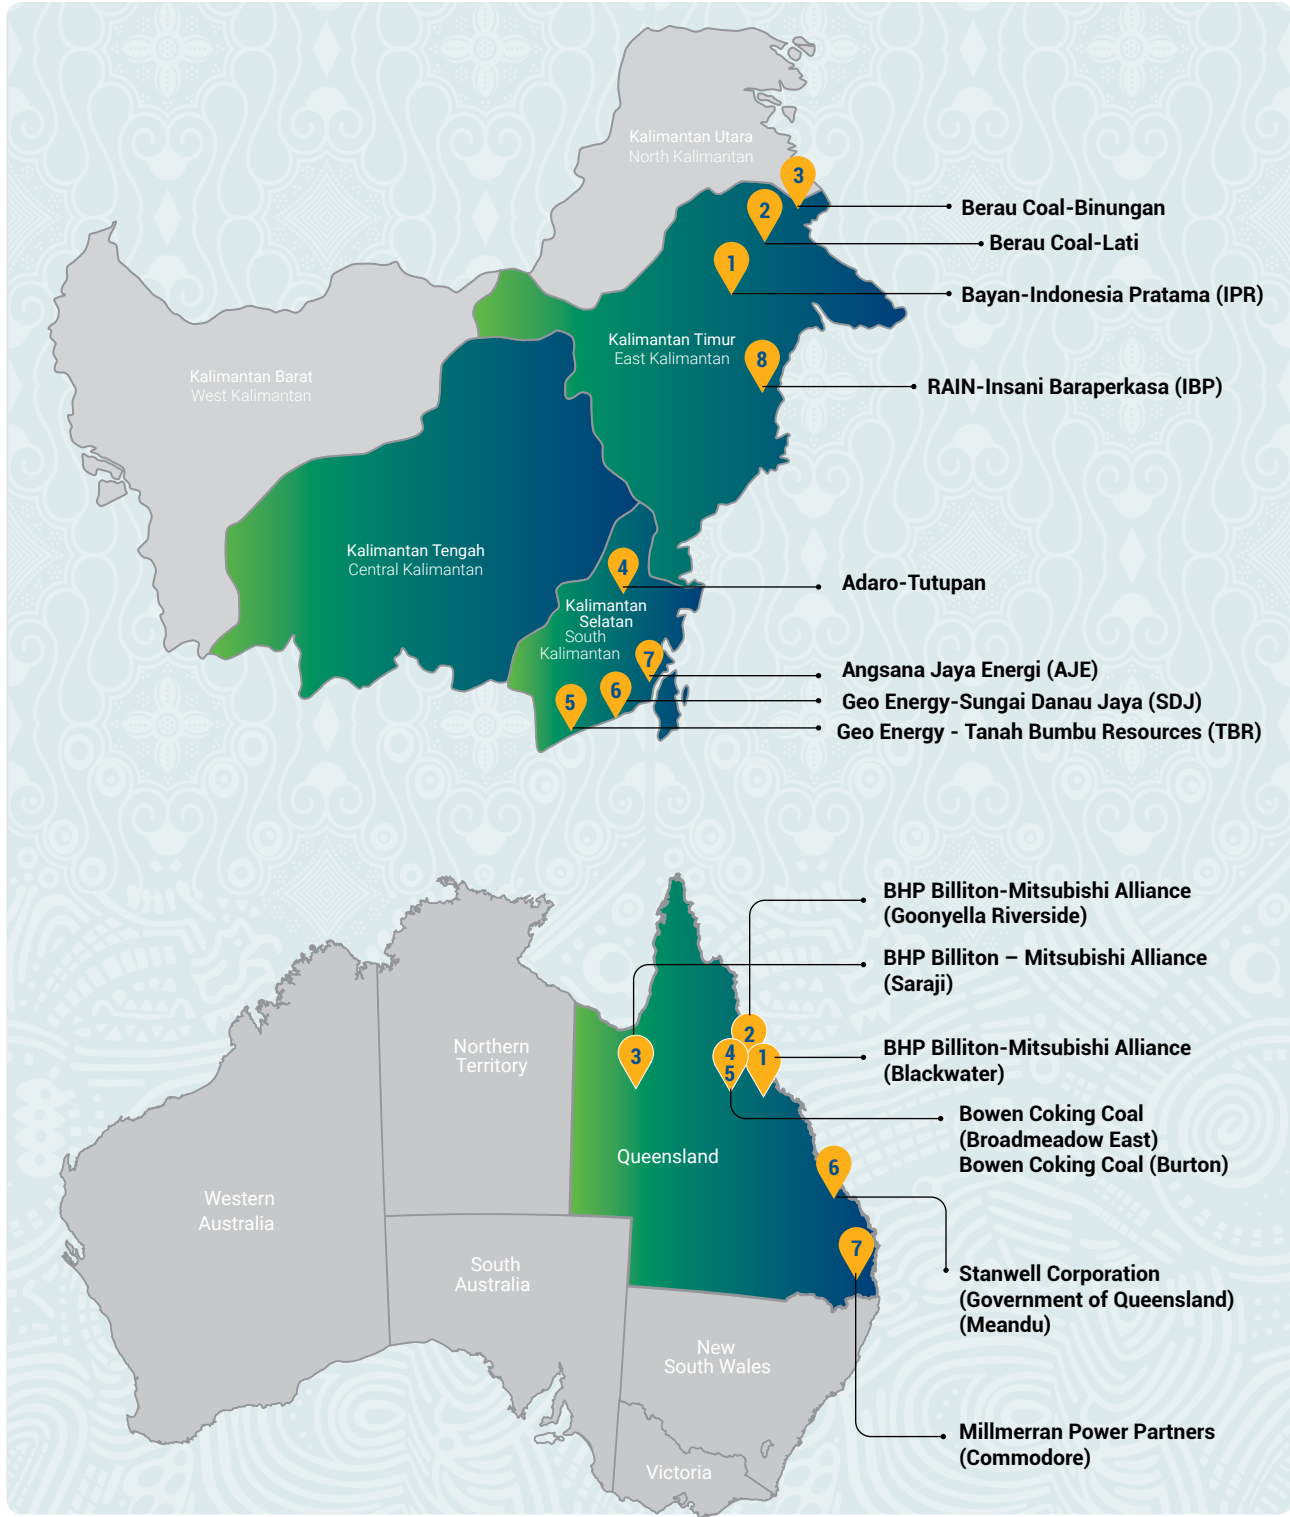 Kalimantan Utara
North Kalimantan
3
Berau Coal-Binungan
2
Berau Coal-Lati
1
Bayan-Indonesia Pratama (IPR)
Kalimantan Timur
East Kalimantan
8
RAIN-Insani Baraperkasa (IBP)
Kalimantan Barat
West Kalimantan
Kalimantan Tengah
Central Kalimantan
4
Adaro-Tutupan
Kalimantan
Selatan
South
Kalimantan
7
Angsana Jaya Energi (AJE)
6
Geo Energy-Sungai Danau Jaya (SDJ)
5
Geo Energy - Tanah Bumbu Resources (TBR)
BHP Billiton-Mitsubishi Alliance
(Goonyella Riverside)
BHP Billiton – Mitsubishi Alliance
(Saraji)
2
3
4
5
1
BHP Billiton-Mitsubishi Alliance
(Blackwater)
Northern
Territory
Bowen Coking Coal
(Broadmeadow East)
Bowen Coking Coal (Burton)
Queensland
6
Western
Australia
7
South
Australia
Stanwell Corporation
(Government of Queensland)
(Meandu)
New
South Wales
Millmerran Power Partners
(Commodore)
Victoria